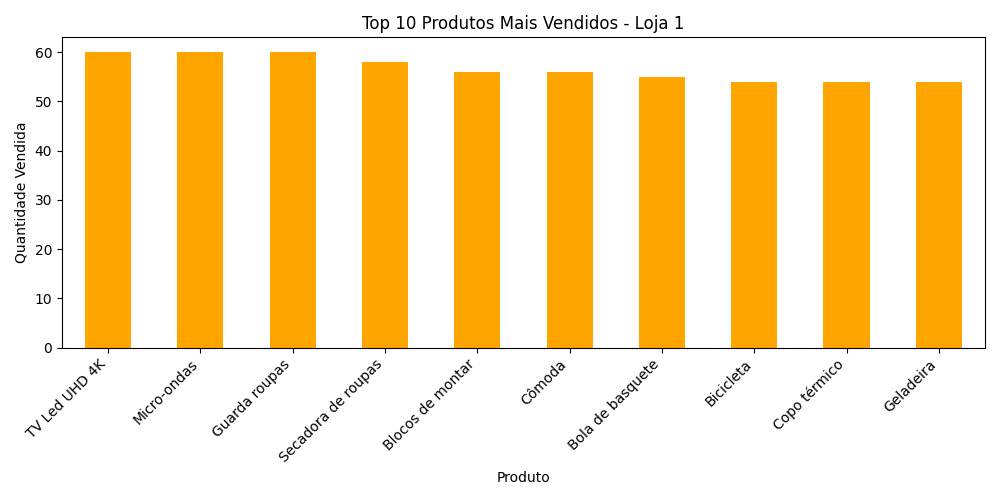 Top 10 Produtos Mais Vendidos - Loja 1
Quantidade Vendida
60
50
40
30
20
10
0
TV Led UHD 4K
Micro-ondas
Guarda roupas
Secadora de roupas
Blocos de montar
Cômoda
Bola de basquete
Bicicleta
Copo térmico
Geladeira
Produto